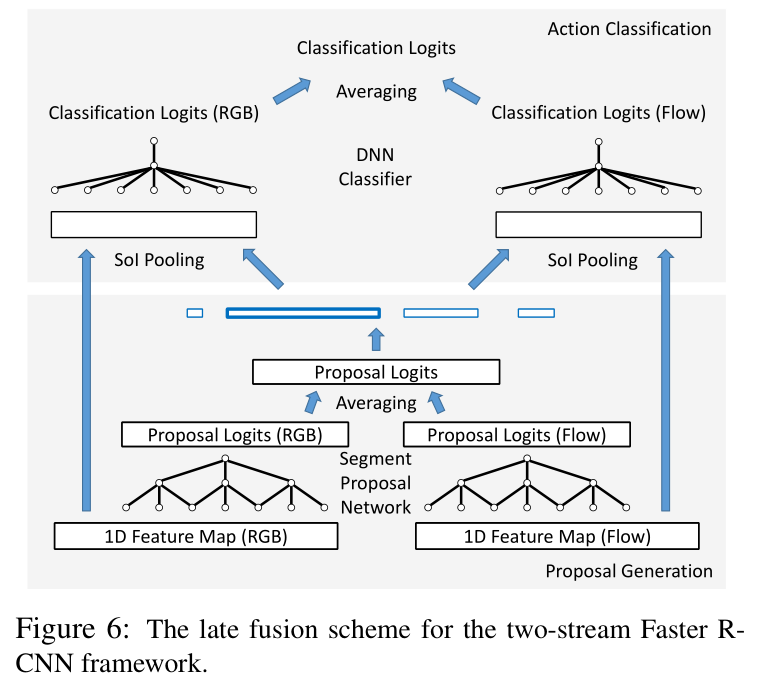 Action Classification
Classification Logits
Averaging
Classification Logits (RGB)
Classification Logits (Flow)
DNN
Classifier
SoI Pooling
SoI Pooling
Proposal Logits
Averaging
Proposal Logits (RGB)
Proposal Logits (Flow)
Segment
Proposal
Network
1D Feature Map (RGB)
1D Feature Map (Flow)
Proposal Generation
Figure 6: The late fusion scheme for the two-stream Faster R-
CNN framework.